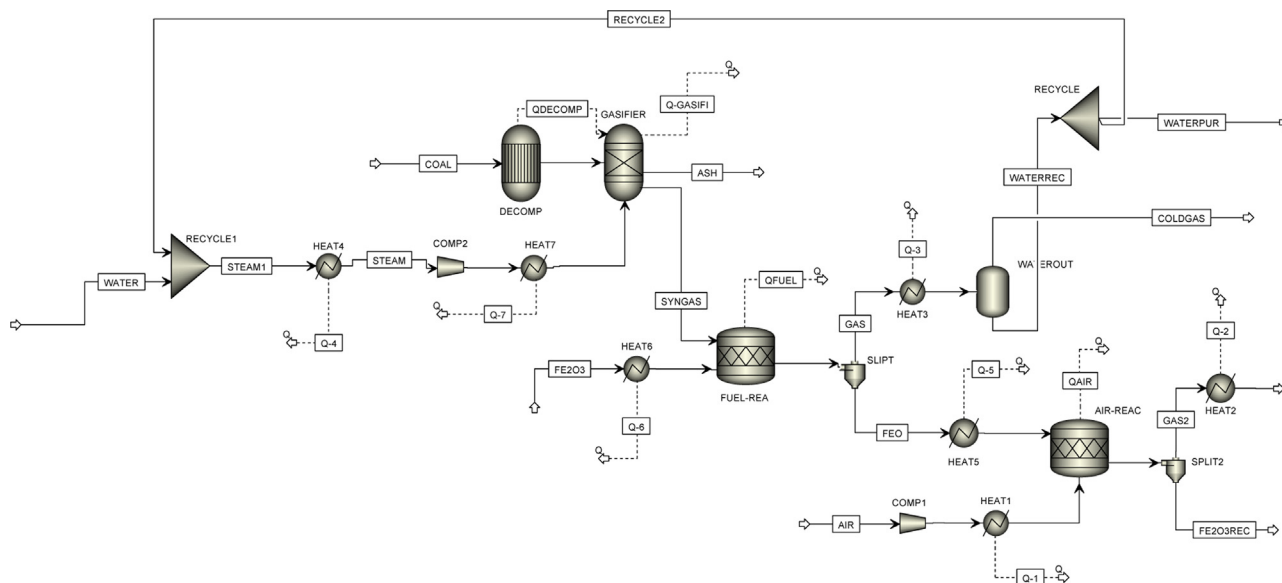 RECYCLE2
Q
RECYCLE
QDECOMP
GASIFIER
Q-GASIFI
WATERPUR
COAL
ASH
WATERREC
DECOMP
Q
COLDGAS
RECYCLE1
HEAT4
COMP2
HEAT7
Q-3
STEAM1
STEAM
WATEROUT
WATER
QFUEL
Q
SYNGAS
GAS
HEAT3
Q
Q
Q-7
Q
Q-4
HEAT6
SLIPT
Q-5
Q
Q
Q-2
FE2O3
FUEL-REA
QAIR
AIR-REAC
HEAT2
Q
Q-6
FEO
HEAT5
GAS2
SPLIT2
COMP1
HEAT1
AIR
FE2O3REC
Q-1
Q